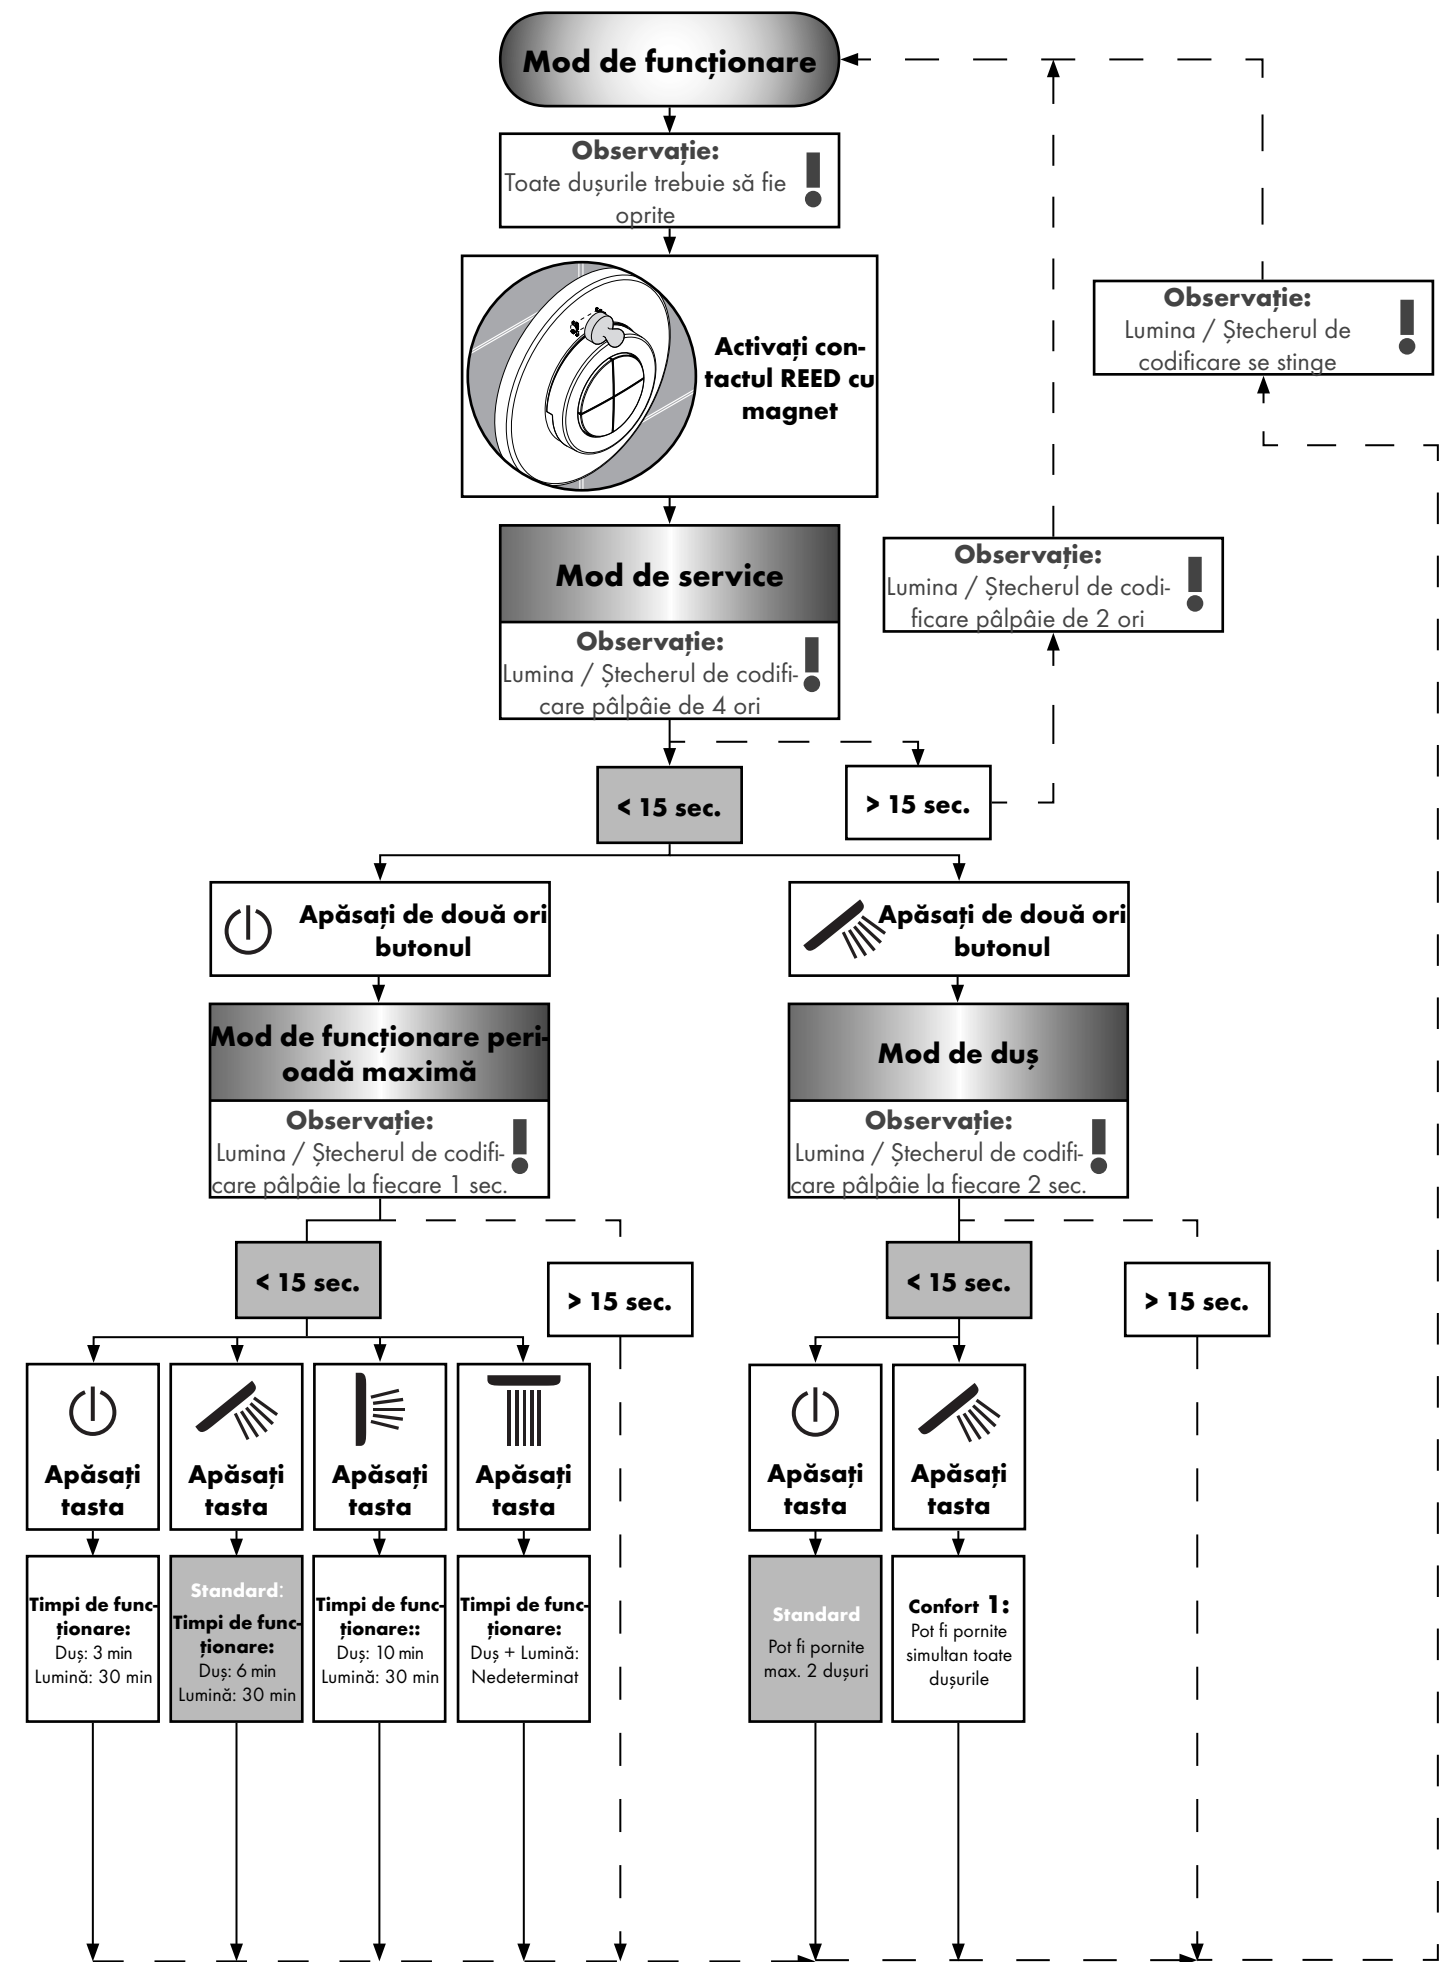 Mod de funcționare
Observație:
Toate dușurile trebuie să fie
oprite
Activați con-
tactul REED cu
magnet
Observație:
Lumina / Ștecherul de
codificare se stinge
Mod de service
Observație:
Lumina / Ștecherul de codifi-
care pâlpâie de 4 ori
Observație:
Lumina / Ștecherul de codi-
ficare pâlpâie de 2 ori
< 15 sec.
> 15 sec.
Apăsați de două ori
butonul
Apăsați de două ori
butonul
Mod de funcționare peri-
oadă maximă
Observație:
Lumina / Ștecherul de codifi-
care pâlpâie la fiecare 1 sec.
Mod de duș
Observație:
Lumina / Ștecherul de codifi-
care pâlpâie la fiecare 2 sec.
< 15 sec.
> 15 sec.
< 15 sec.
> 15 sec.
Apăsați
tasta
Apăsați
tasta
Apăsați
tasta
Apăsați
tasta
Apăsați
tasta
Apăsați
tasta
Timpi de func-
ționare:
Duș: 3 min
Lumină: 30 min
Standard:
Timpi de func-
ționare:
Duș: 6 min
Lumină: 30 min
Timpi de func-
ționare::
Duș: 10 min
Lumină: 30 min
Timpi de func-
ționare:
Duș + Lumină:
Nedeterminat
Standard
Pot fi pornite
max. 2 dușuri
Confort 1:
Pot fi pornite
simultan toate
dușurile